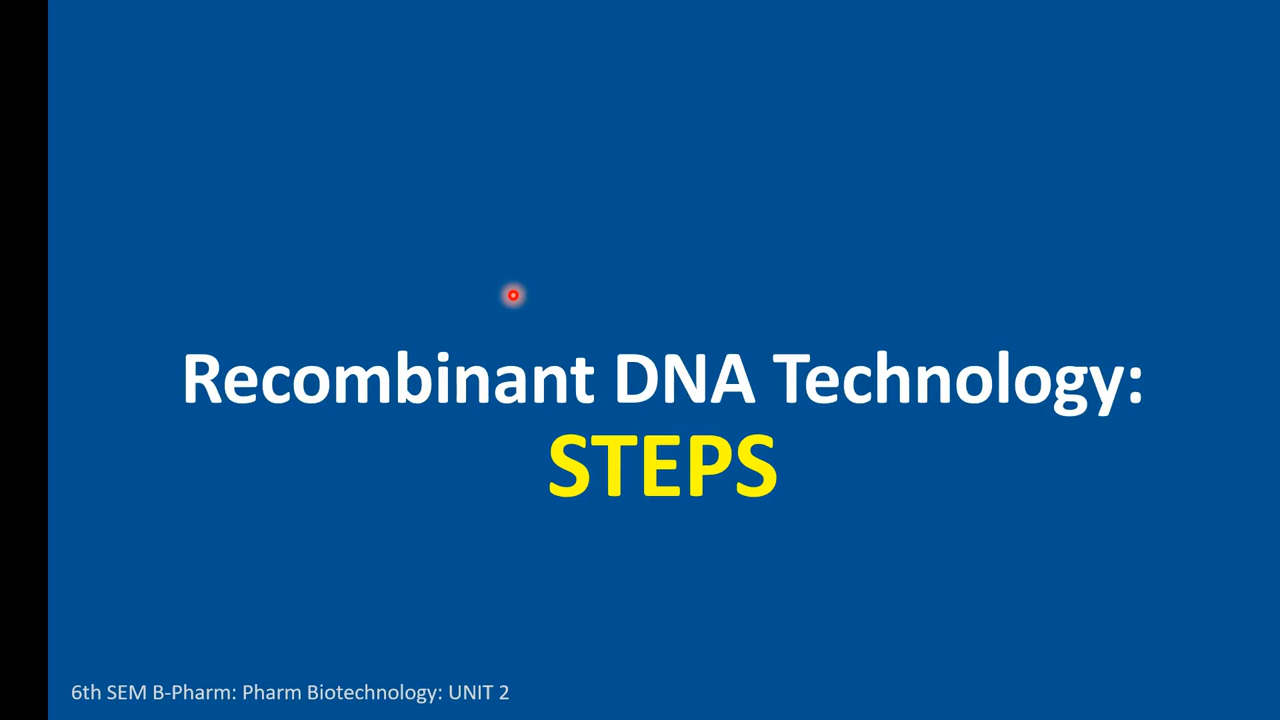 Recombinant DNA Technology:
STEPS
6th SEM B-Pharm: Pharm Biotechnology: UNIT 2